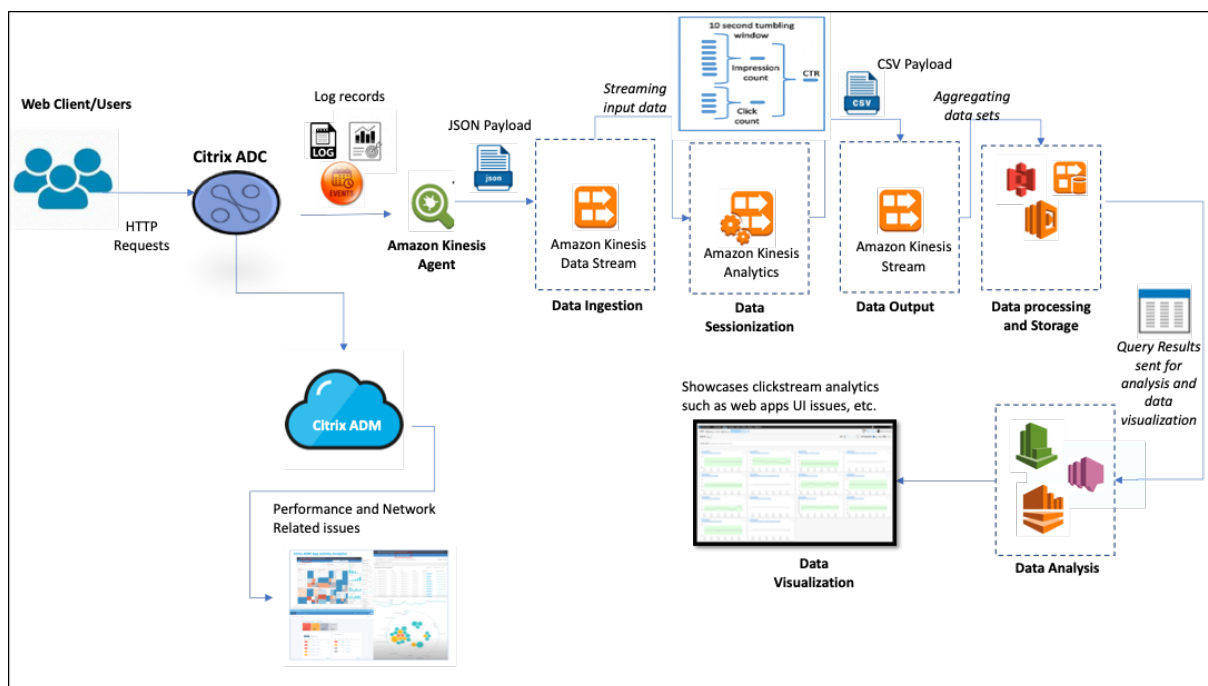 10 second tumbling
window
Impression
count
CTR
Click
count
CSV Payload
CSV
Streaming
input data
Aggregating
data sets
Web Client/Users
Log records
LOG
EVENTS
JSON Payload
json
Citrix ADC
HTTP
Requests
Amazon Kinesis
Agent
Amazon Kinesis
Data Stream
Data Ingestion
Amazon Kinesis
Analytics
Data
Sessionization
Amazon Kinesis
Stream
Data Output
Data processing
and Storage
Query Results
sent for
analysis and
data
visualization
Showcases clickstream analytics
such as web apps UI issues, etc.
Citrix ADM
Performance and Network
Related issues
Data
Visualization
Data Analysis